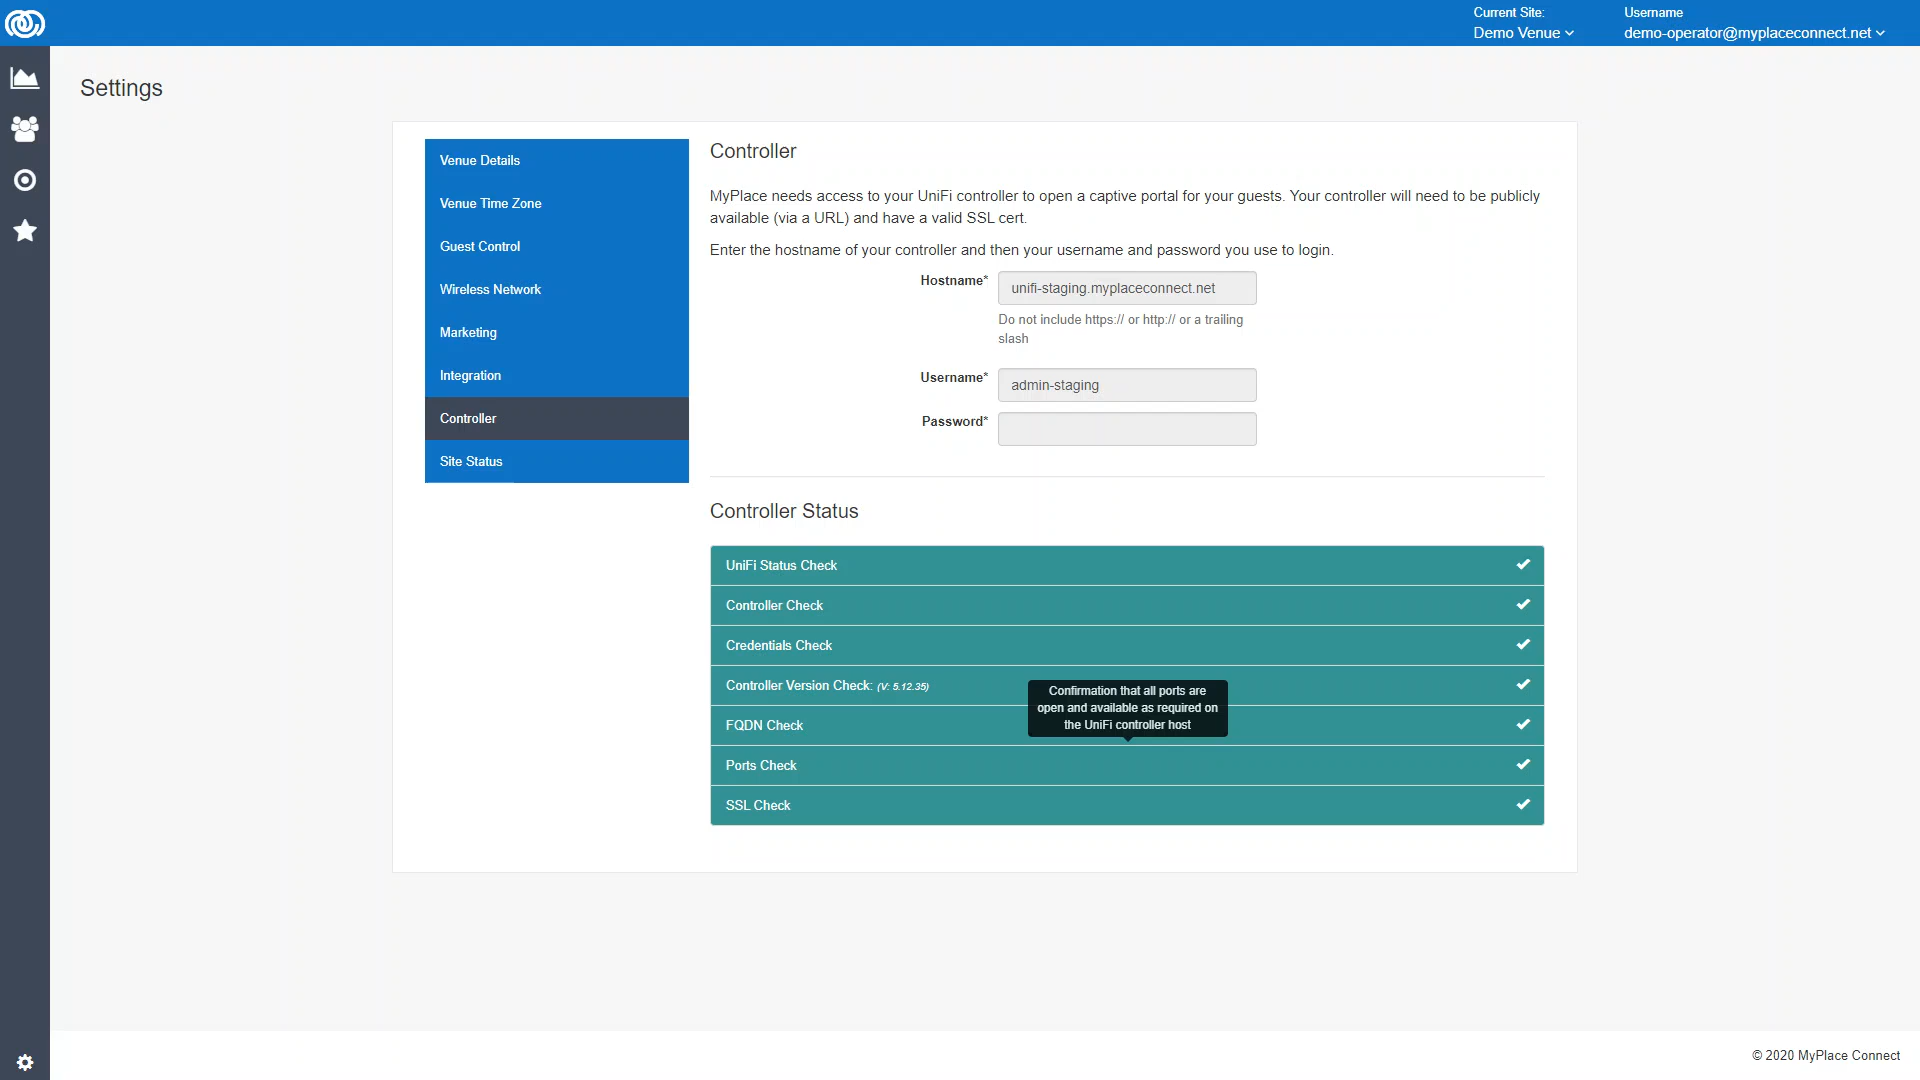 Current Site:
Demo Venue
Username
demo-operator@myplaceconnect.net
Settings
Venue Details
Venue Time Zone
Guest Control
Wireless Network
Marketing
Integration
Controller
Site Status
Controller
MyPlace needs access to your UniFi controller to open a captive portal for your guests. Your controller will need to be publicly
available (via a URL) and have a valid SSL cert.
Enter the hostname of your controller and then your username and password you use to login.
Hostname*
unifi-staging.myplaceconnect.net
Do not include https:// or http:// or a trailing
slash
Username*
admin-staging
Password*
Controller Status
UniFi Status Check
Controller Check
Credentials Check
Controller Version Check: (V: 5.12.35)
Confirmation that all ports are
open and available as required on
the UniFi controller host
FQDN Check
Ports Check
SSL Check
© 2020 MyPlace Connect